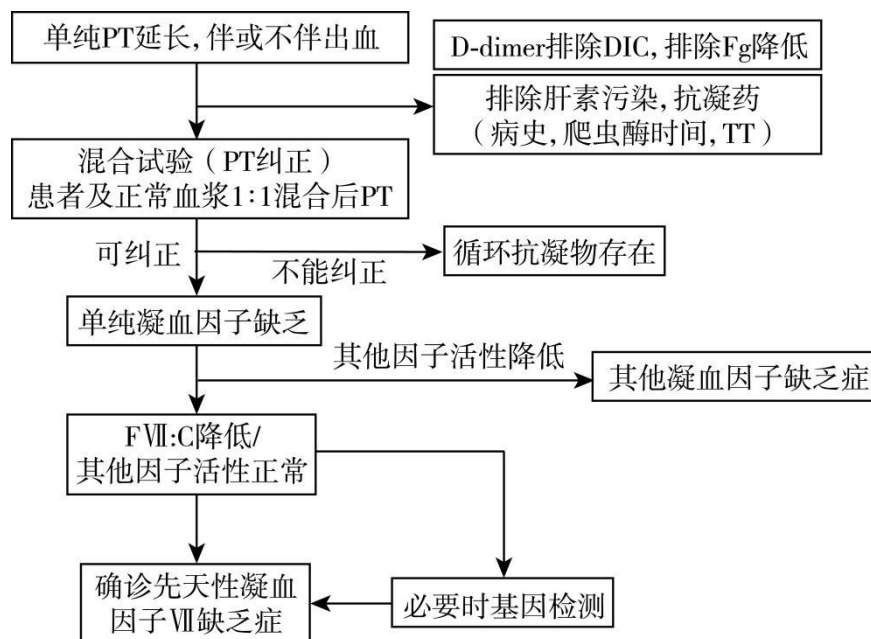 单纯PT延长,伴或不伴出血
D-dimer排除DIC,排除Fg降低
排除肝素污染,抗凝药
（病史,爬虫酶时间,TT）
混合试验（PT纠正）
患者及正常血浆1:1混合后PT
可纠正
不能纠正
循环抗凝物存在
单纯凝血因子缺乏
其他因子活性降低
其他凝血因子缺乏症
FⅦ:C降低/
其他因子活性正常
确诊先天性凝血
因子Ⅶ缺乏症
必要时基因检测